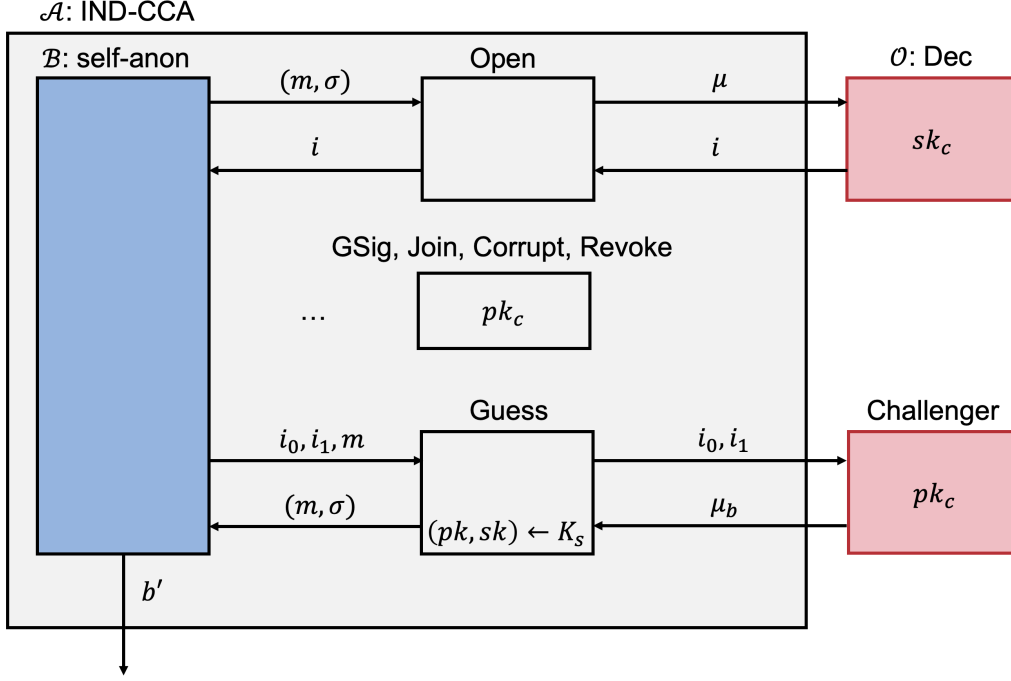 𝒜: IND-CCA
ℬ: self-anon
Open
𝒪: Dec
(m, σ)
μ
i
i
sk_c
GSig, Join, Corrupt, Revoke
...
pk_c
Guess
Challenger
i_0, i_1, m
i_0, i_1
(m, σ)
μ_b
pk_c
(pk, sk) ← K_s
b′